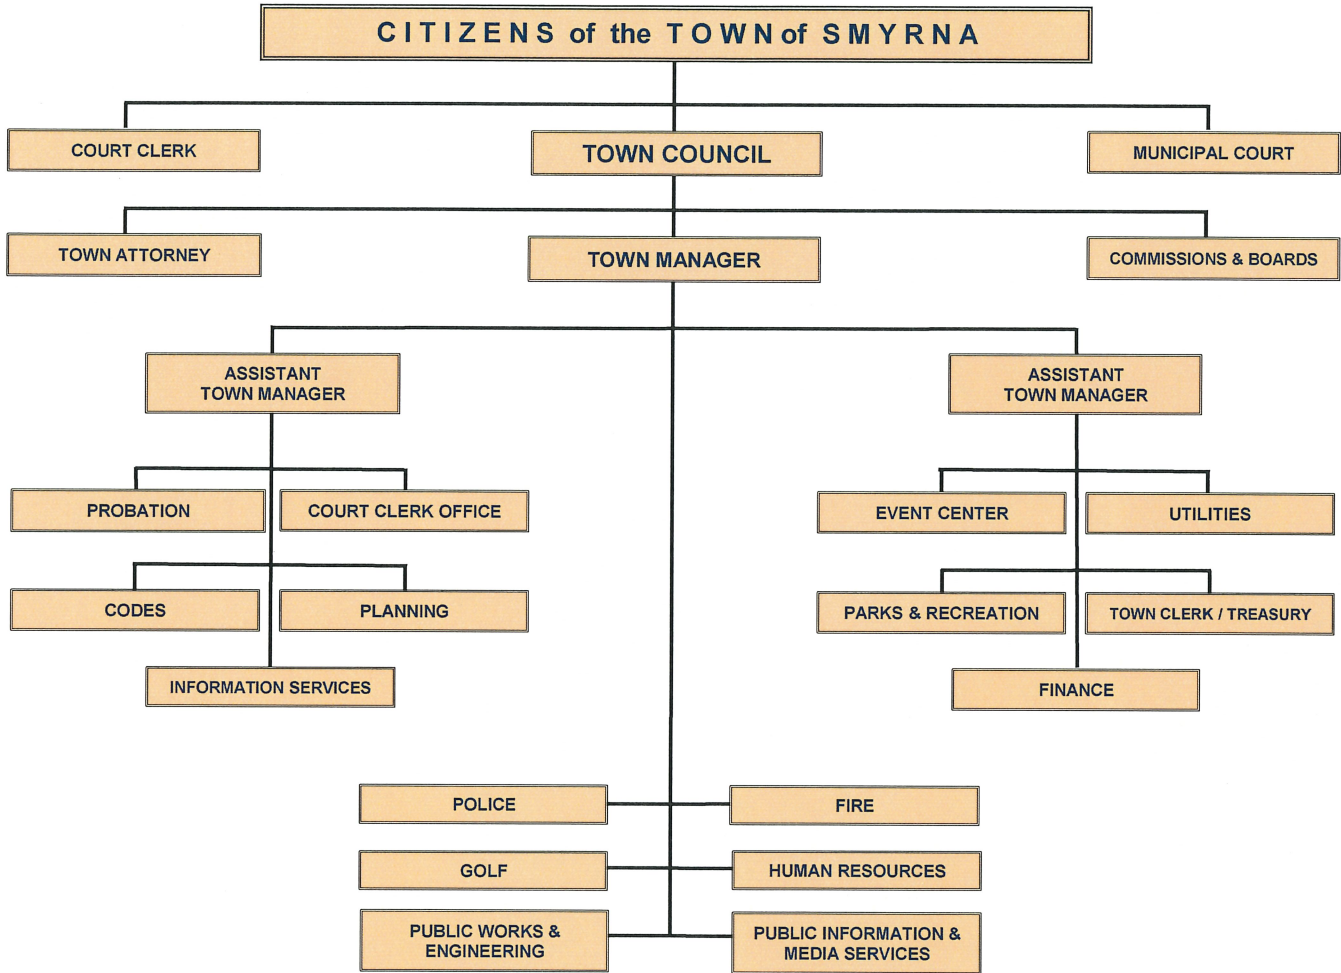 CITIZENS of the TOWN of SMYRNA
COURT CLERK
TOWN COUNCIL
MUNICIPAL COURT
TOWN ATTORNEY
TOWN MANAGER
COMMISSIONS & BOARDS
ASSISTANT
TOWN MANAGER
ASSISTANT
TOWN MANAGER
PROBATION
COURT CLERK OFFICE
EVENT CENTER
UTILITIES
CODES
PLANNING
PARKS & RECREATION
TOWN CLERK / TREASURY
INFORMATION SERVICES
FINANCE
POLICE
FIRE
GOLF
HUMAN RESOURCES
PUBLIC WORKS &
ENGINEERING
PUBLIC INFORMATION &
MEDIA SERVICES